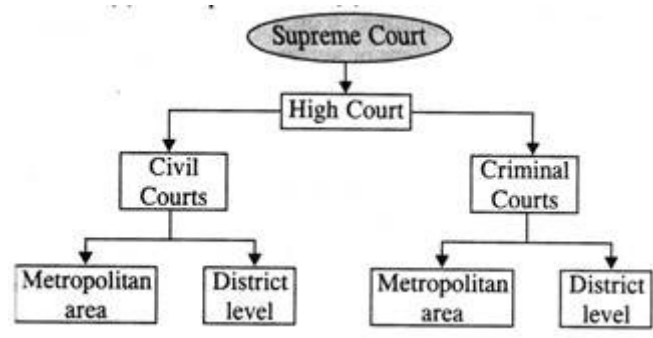 Supreme Court
High Court
Civil
Courts
Criminal
Courts
Metropolitan
area
District
level
Metropolitan
area
District
level